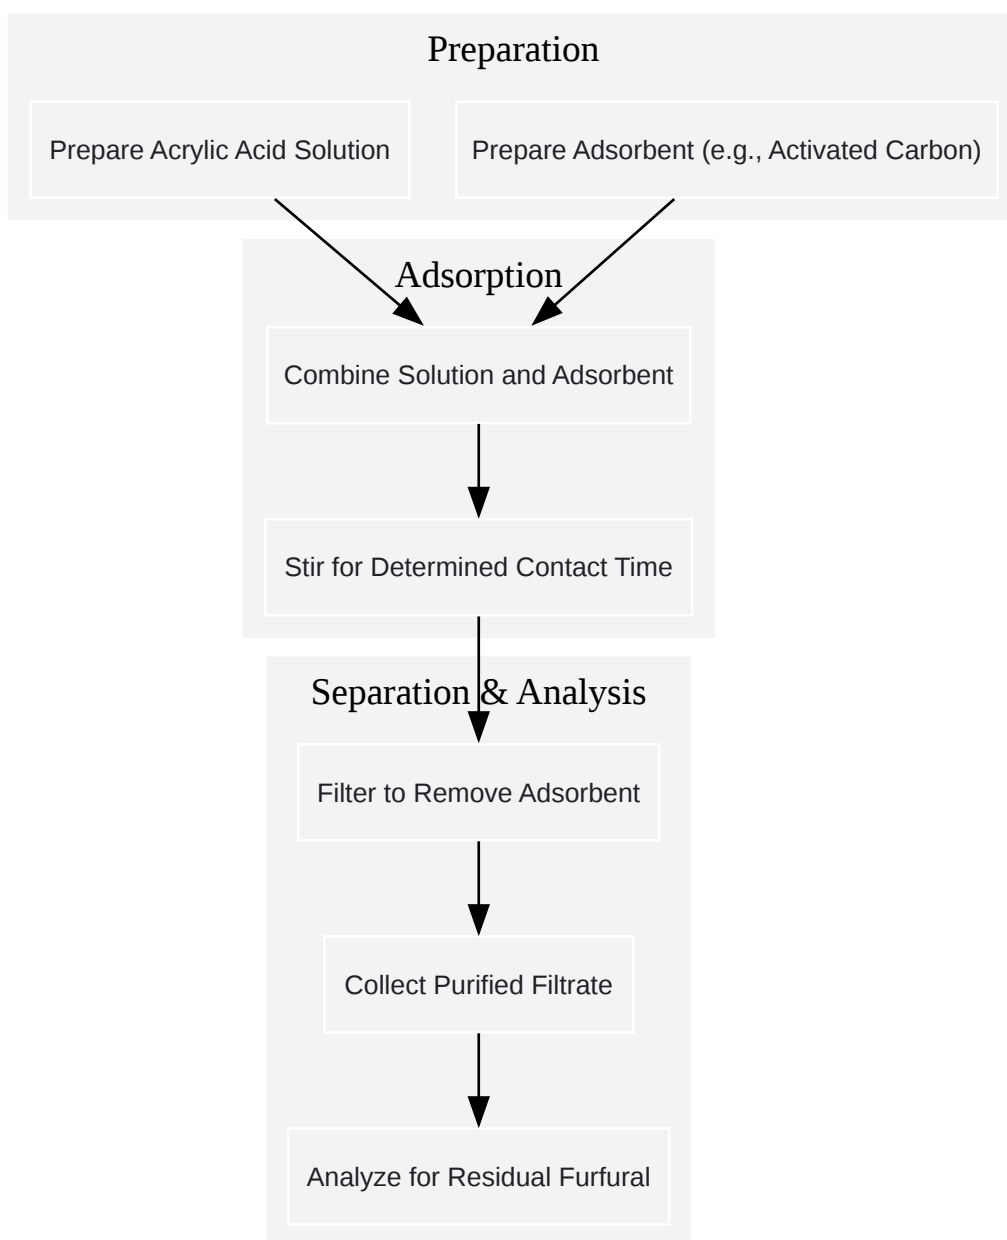 Preparation
Prepare Acrylic Acid Solution
Prepare Adsorbent (e.g., Activated Carbon)
Adsorption
Combine Solution and Adsorbent
Stir for Determined Contact Time
Separation & Analysis
Filter to Remove Adsorbent
Collect Purified Filtrate
Analyze for Residual Furfural